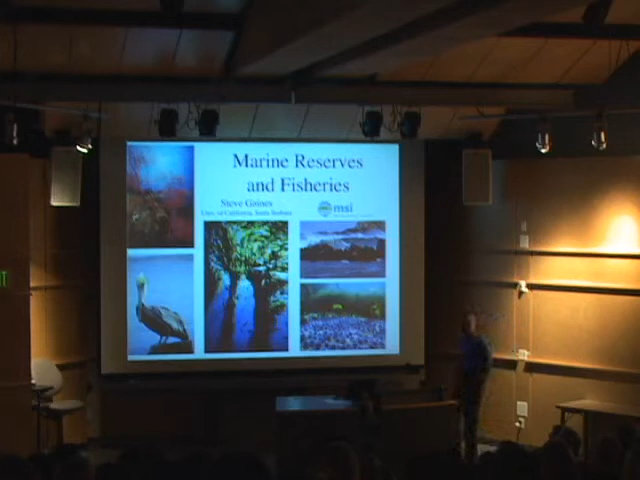 Marine Reserves
and Fisheries
Steve Gaines
Univ. of California, Santa Barbara
msi